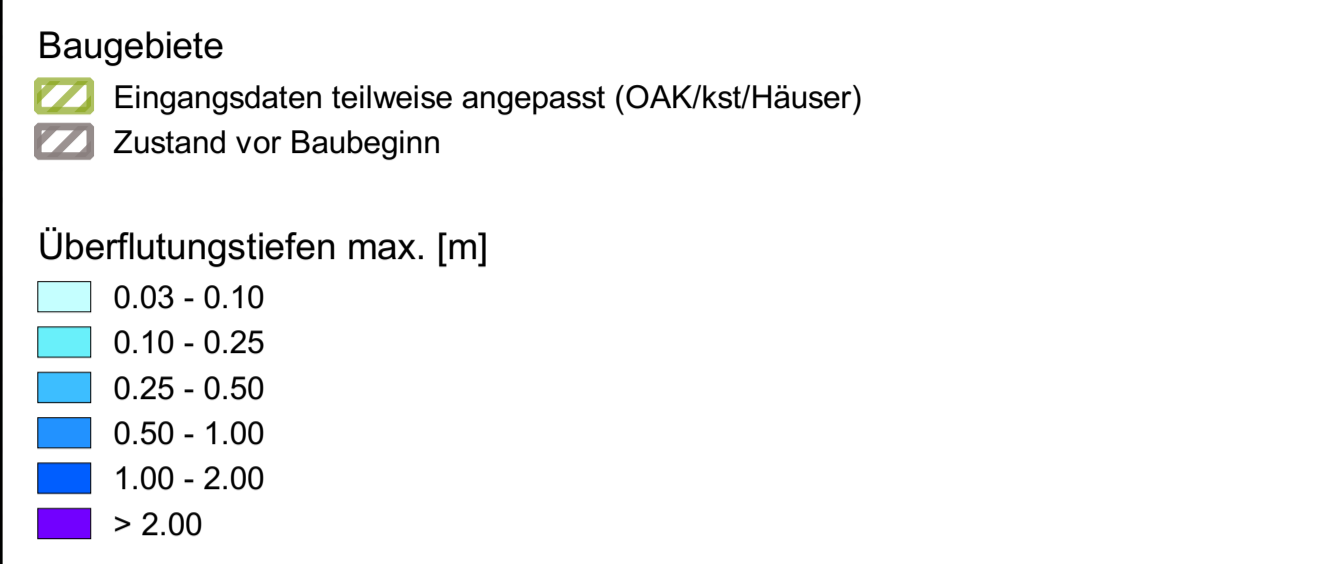 Baugebiete
Eingangsdaten teilweise angepasst (OAK/kst/Häuser)
Zustand vor Baubeginn
Überflutungstiefen max. [m]
0.03 - 0.10
0.10 - 0.25
0.25 - 0.50
0.50 - 1.00
1.00 - 2.00
> 2.00